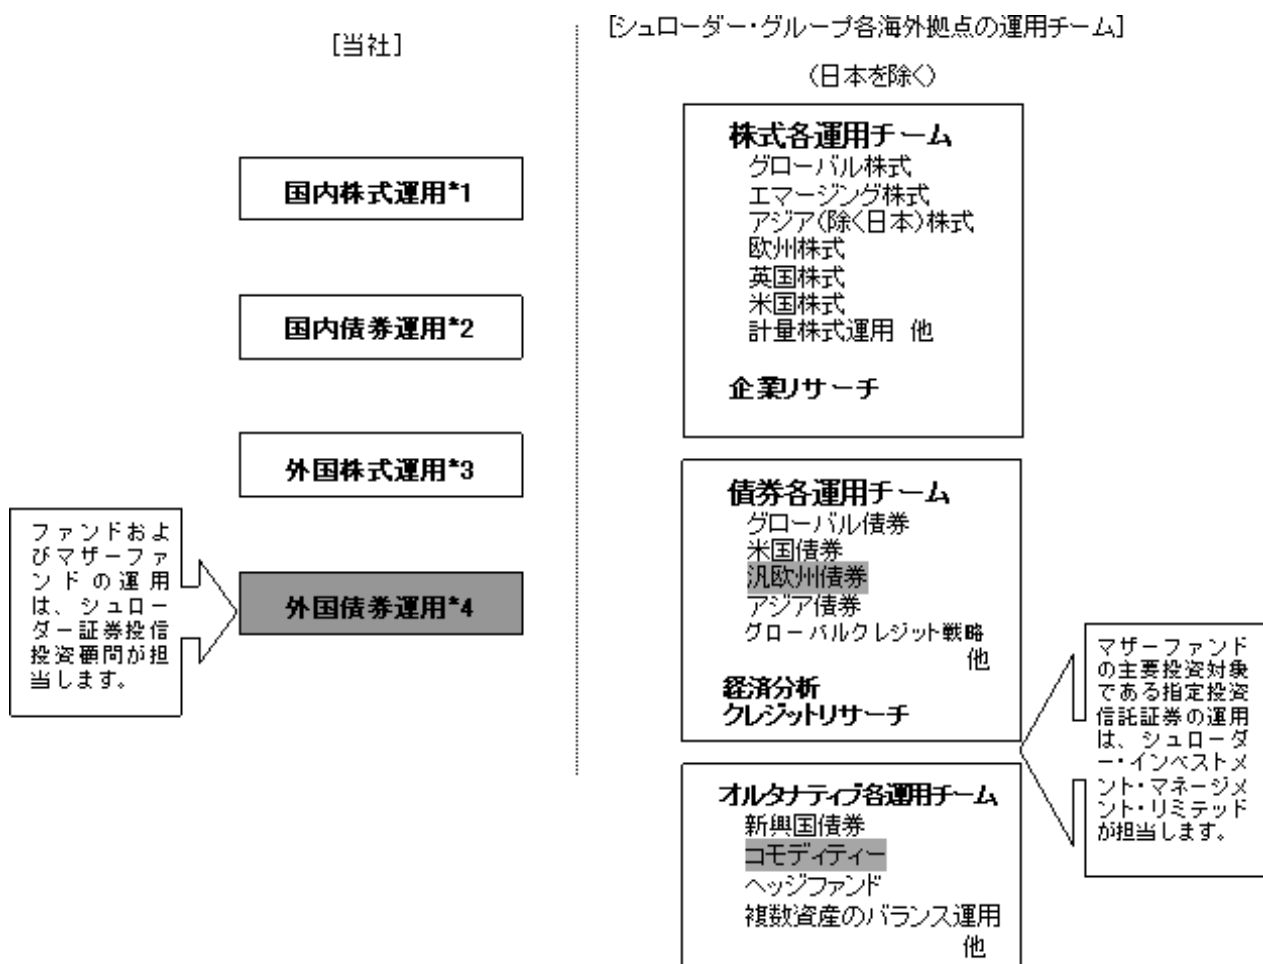 [当社]
国内株式運用*1
国内債券運用*2
外国株式運用*3
外国債券運用*4
ファンドおよ
びマザーファ
ンドの運用
は、シュロー
ダー証券投信
投資顧問が担
当します。
[シュローダー・グループ各海外拠点の運用チーム]
(日本を除く)
株式各運用チーム
グローバル株式
エマージング株式
アジア(除く日本)株式
欧州株式
英国株式
米国株式
計量株式運用 他
企業リサーチ
債券各運用チーム
グローバル債券
米国債券
汎欧州債券
アジア債券
グローバルクレジット戦略
他
経済分析
クレジットリサーチ
オルタナティブ各運用チーム
新興国債券
コモディティー
ヘッジファンド
複数資産のバランス運用
他
マザーファンド
の主要投資対象
である指定投資
信託証券の運用
は、シュローダ
ー・インベストメ
ント・マネージメ
ント・リミテッド
が担当します。